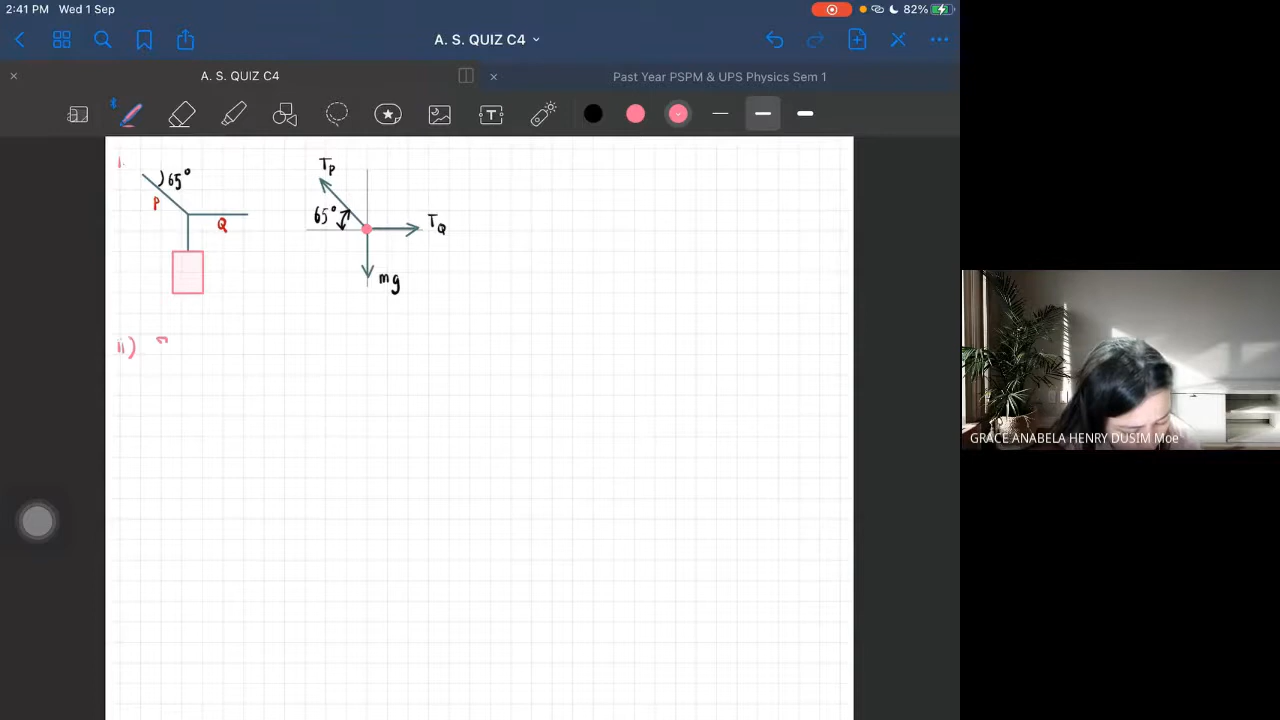 2:41 PM Wed 1 Sep
82%
A. S. QUIZ C4
A. S. QUIZ C4
Past Year PSPM & UPS Physics Sem 1
i.
65°
P
Q
TP
65°
TQ
mg
ii)
GRACE ANABELA HENRY DUSIM Moe